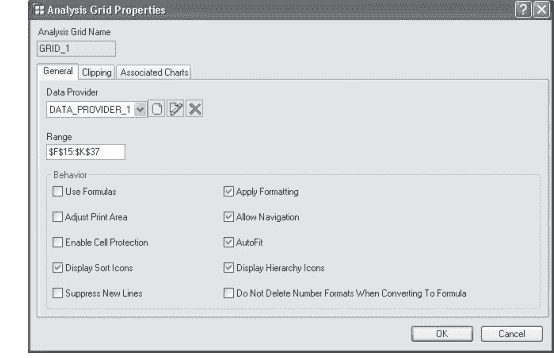 Analysis Grid Properties
Analysis Grid Name
GRID_1
General Clipping Associated Charts
Data Provider
DATA_PROVIDER_1
Range
$F$15:$K$37
Behavior
Use Formulas Apply Formatting
Adjust Print Area Allow Navigation
Enable Cell Protection AutoFit
Display Sort Icons Display Hierarchy Icons
Suppress New Lines Do Not Delete Number Formats When Converting To Formula
OK Cancel